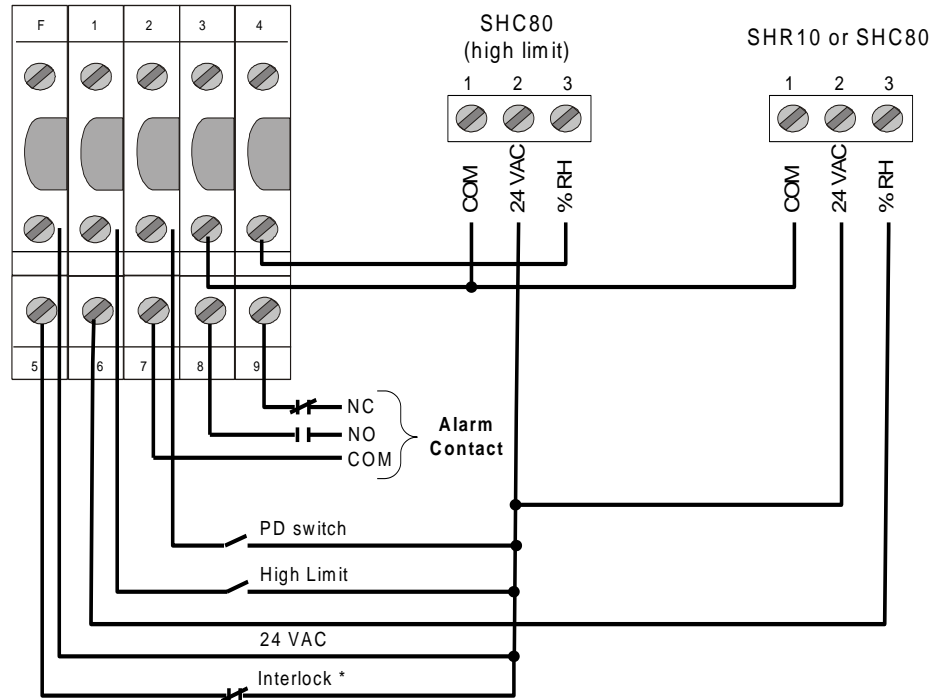 F 1 2 3 4
SHC80
(high limit)
1 2 3
COM
24 VAC
% RH
SHR10 or SHC80
1 2 3
COM
24 VAC
% RH
5 6 7 8 9
NC
NO
COM
Alarm
Contact
PD switch
High Limit
24 VAC
Interlock *